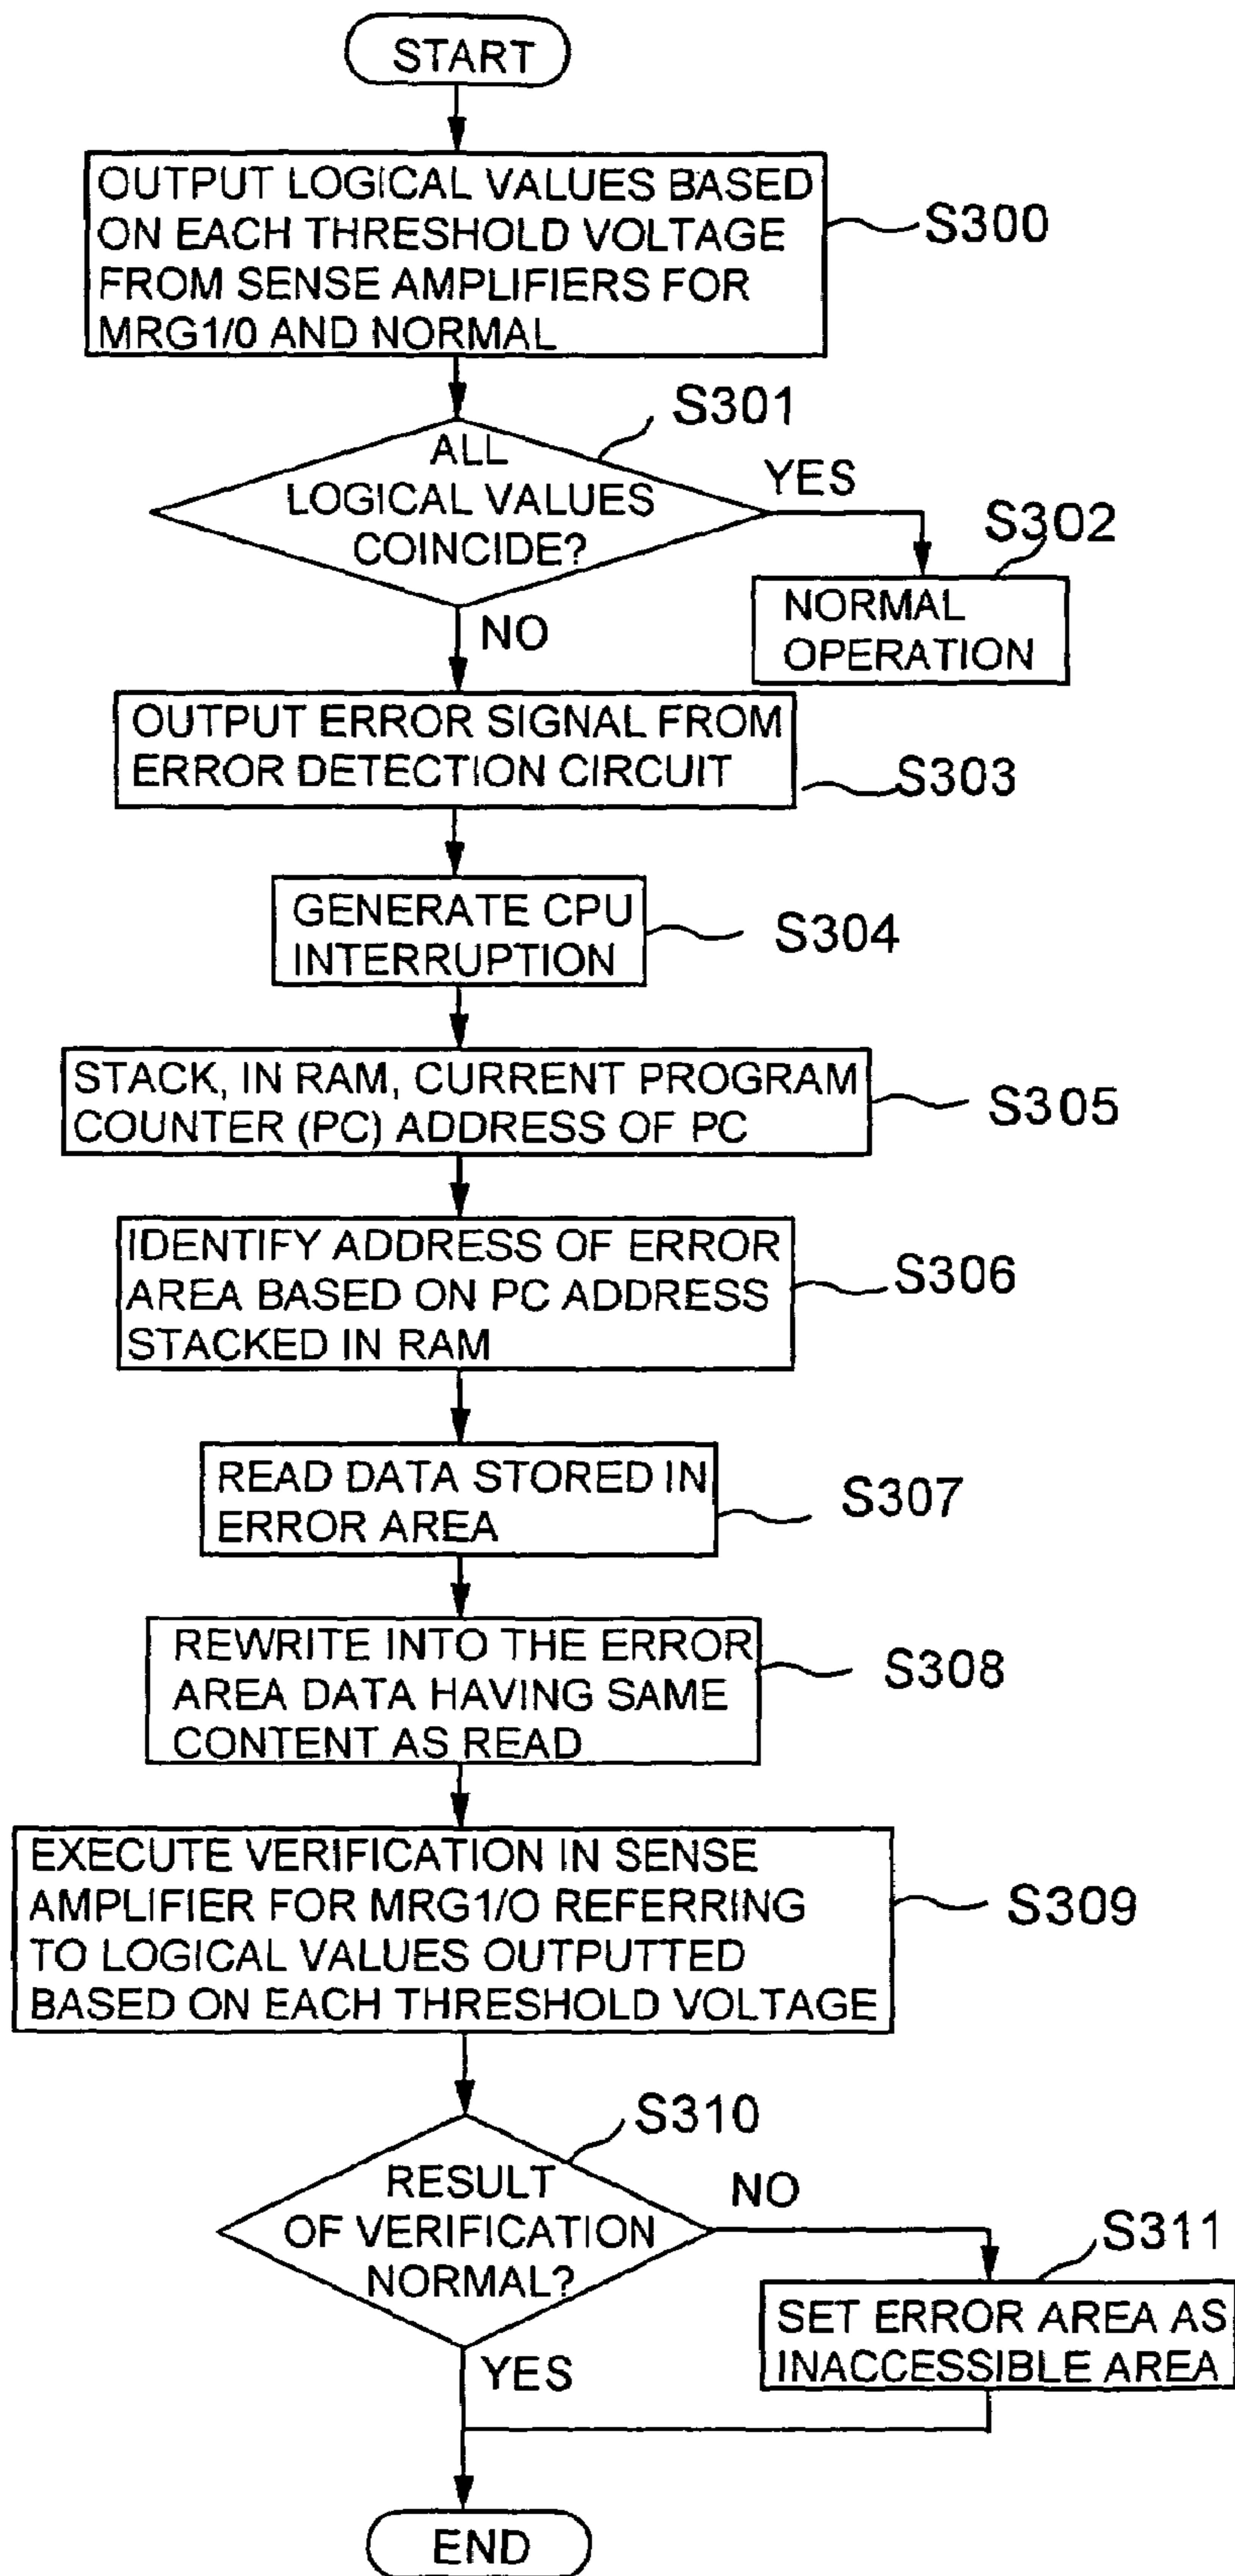 START
OUTPUT LOGICAL VALUES BASED
ON EACH THRESHOLD VOLTAGE
FROM SENSE AMPLIFIERS FOR
MRG1/0 AND NORMAL
S300
S301
ALL
LOGICAL VALUES
COINCIDE?
YES
S302
NORMAL
OPERATION
NO
OUTPUT ERROR SIGNAL FROM
ERROR DETECTION CIRCUIT
S303
GENERATE CPU
INTERRUPTION
S304
STACK, IN RAM, CURRENT PROGRAM
COUNTER (PC) ADDRESS OF PC
S305
IDENTIFY ADDRESS OF ERROR
AREA BASED ON PC ADDRESS
STACKED IN RAM
S306
READ DATA STORED IN
ERROR AREA
S307
REWRITE INTO THE ERROR
AREA DATA HAVING SAME
CONTENT AS READ
S308
EXECUTE VERIFICATION IN SENSE
AMPLIFIER FOR MRG1/O REFERRING
TO LOGICAL VALUES OUTPUTTED
BASED ON EACH THRESHOLD VOLTAGE
S309
S310
RESULT
OF VERIFICATION
NORMAL?
NO
S311
SET ERROR AREA AS
INACCESSIBLE AREA
YES
END